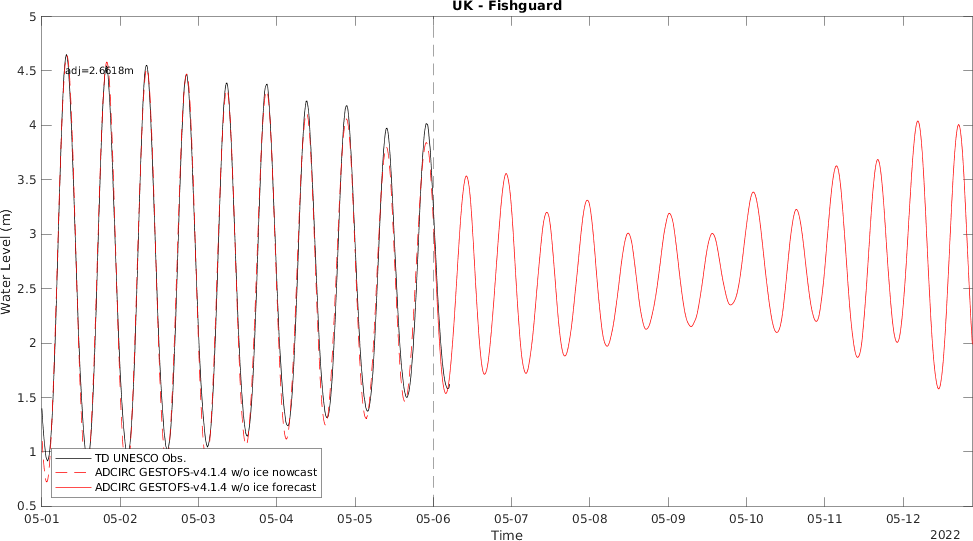 UK - Fishguard
5
4.5
4
3.5
3
2.5
2
1.5
1
0.5
Water Level (m)
adj=2.6618m
TD UNESCO Obs.
ADCIRC GESTOFS-v4.1.4 w/o ice nowcast
ADCIRC GESTOFS-v4.1.4 w/o ice forecast
05-01 05-02 05-03 05-04 05-05 05-06 05-07 05-08 05-09 05-10 05-11 05-12
Time
2022